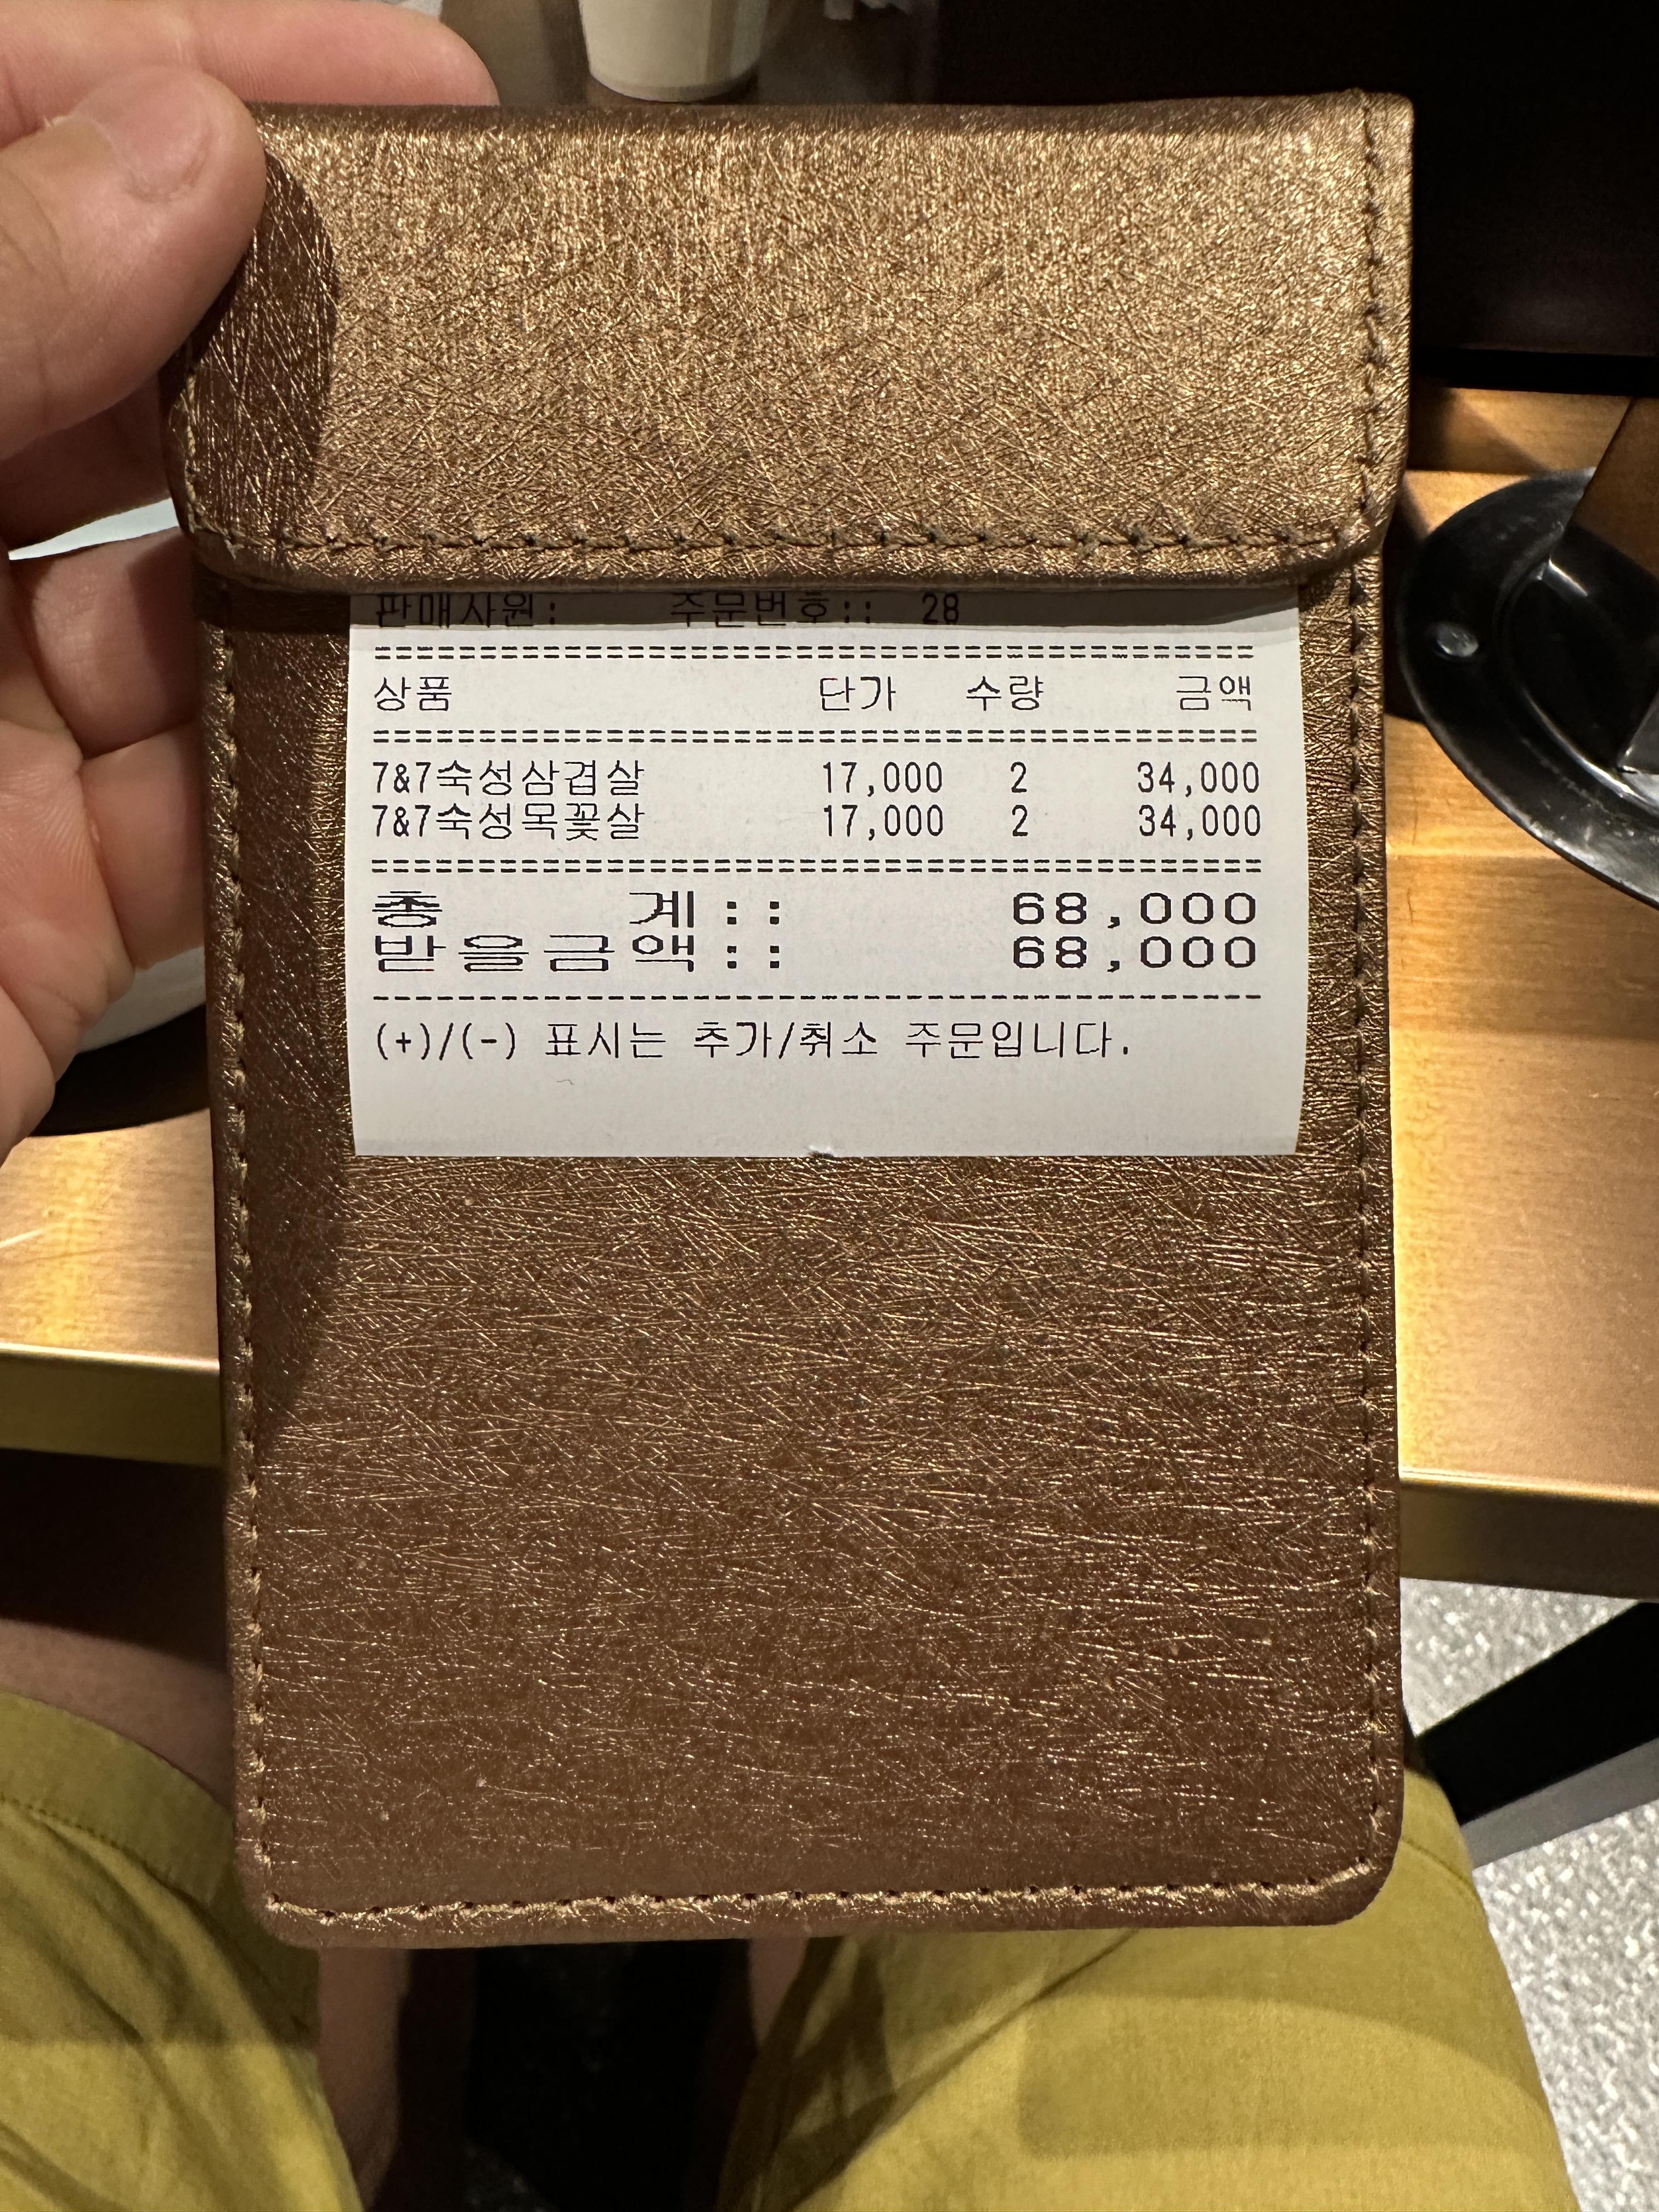 판매사원: 주문번호:: 28
================================
상품 단가 수량 금액
================================
7&7숙성삼겹살 17,000 2 34,000
7&7숙성목꽃살 17,000 2 34,000
--------------------------------
총 계:: 68,000
받을금액:: 68,000
--------------------------------
(+)/(-) 표시는 추가/취소 주문입니다.